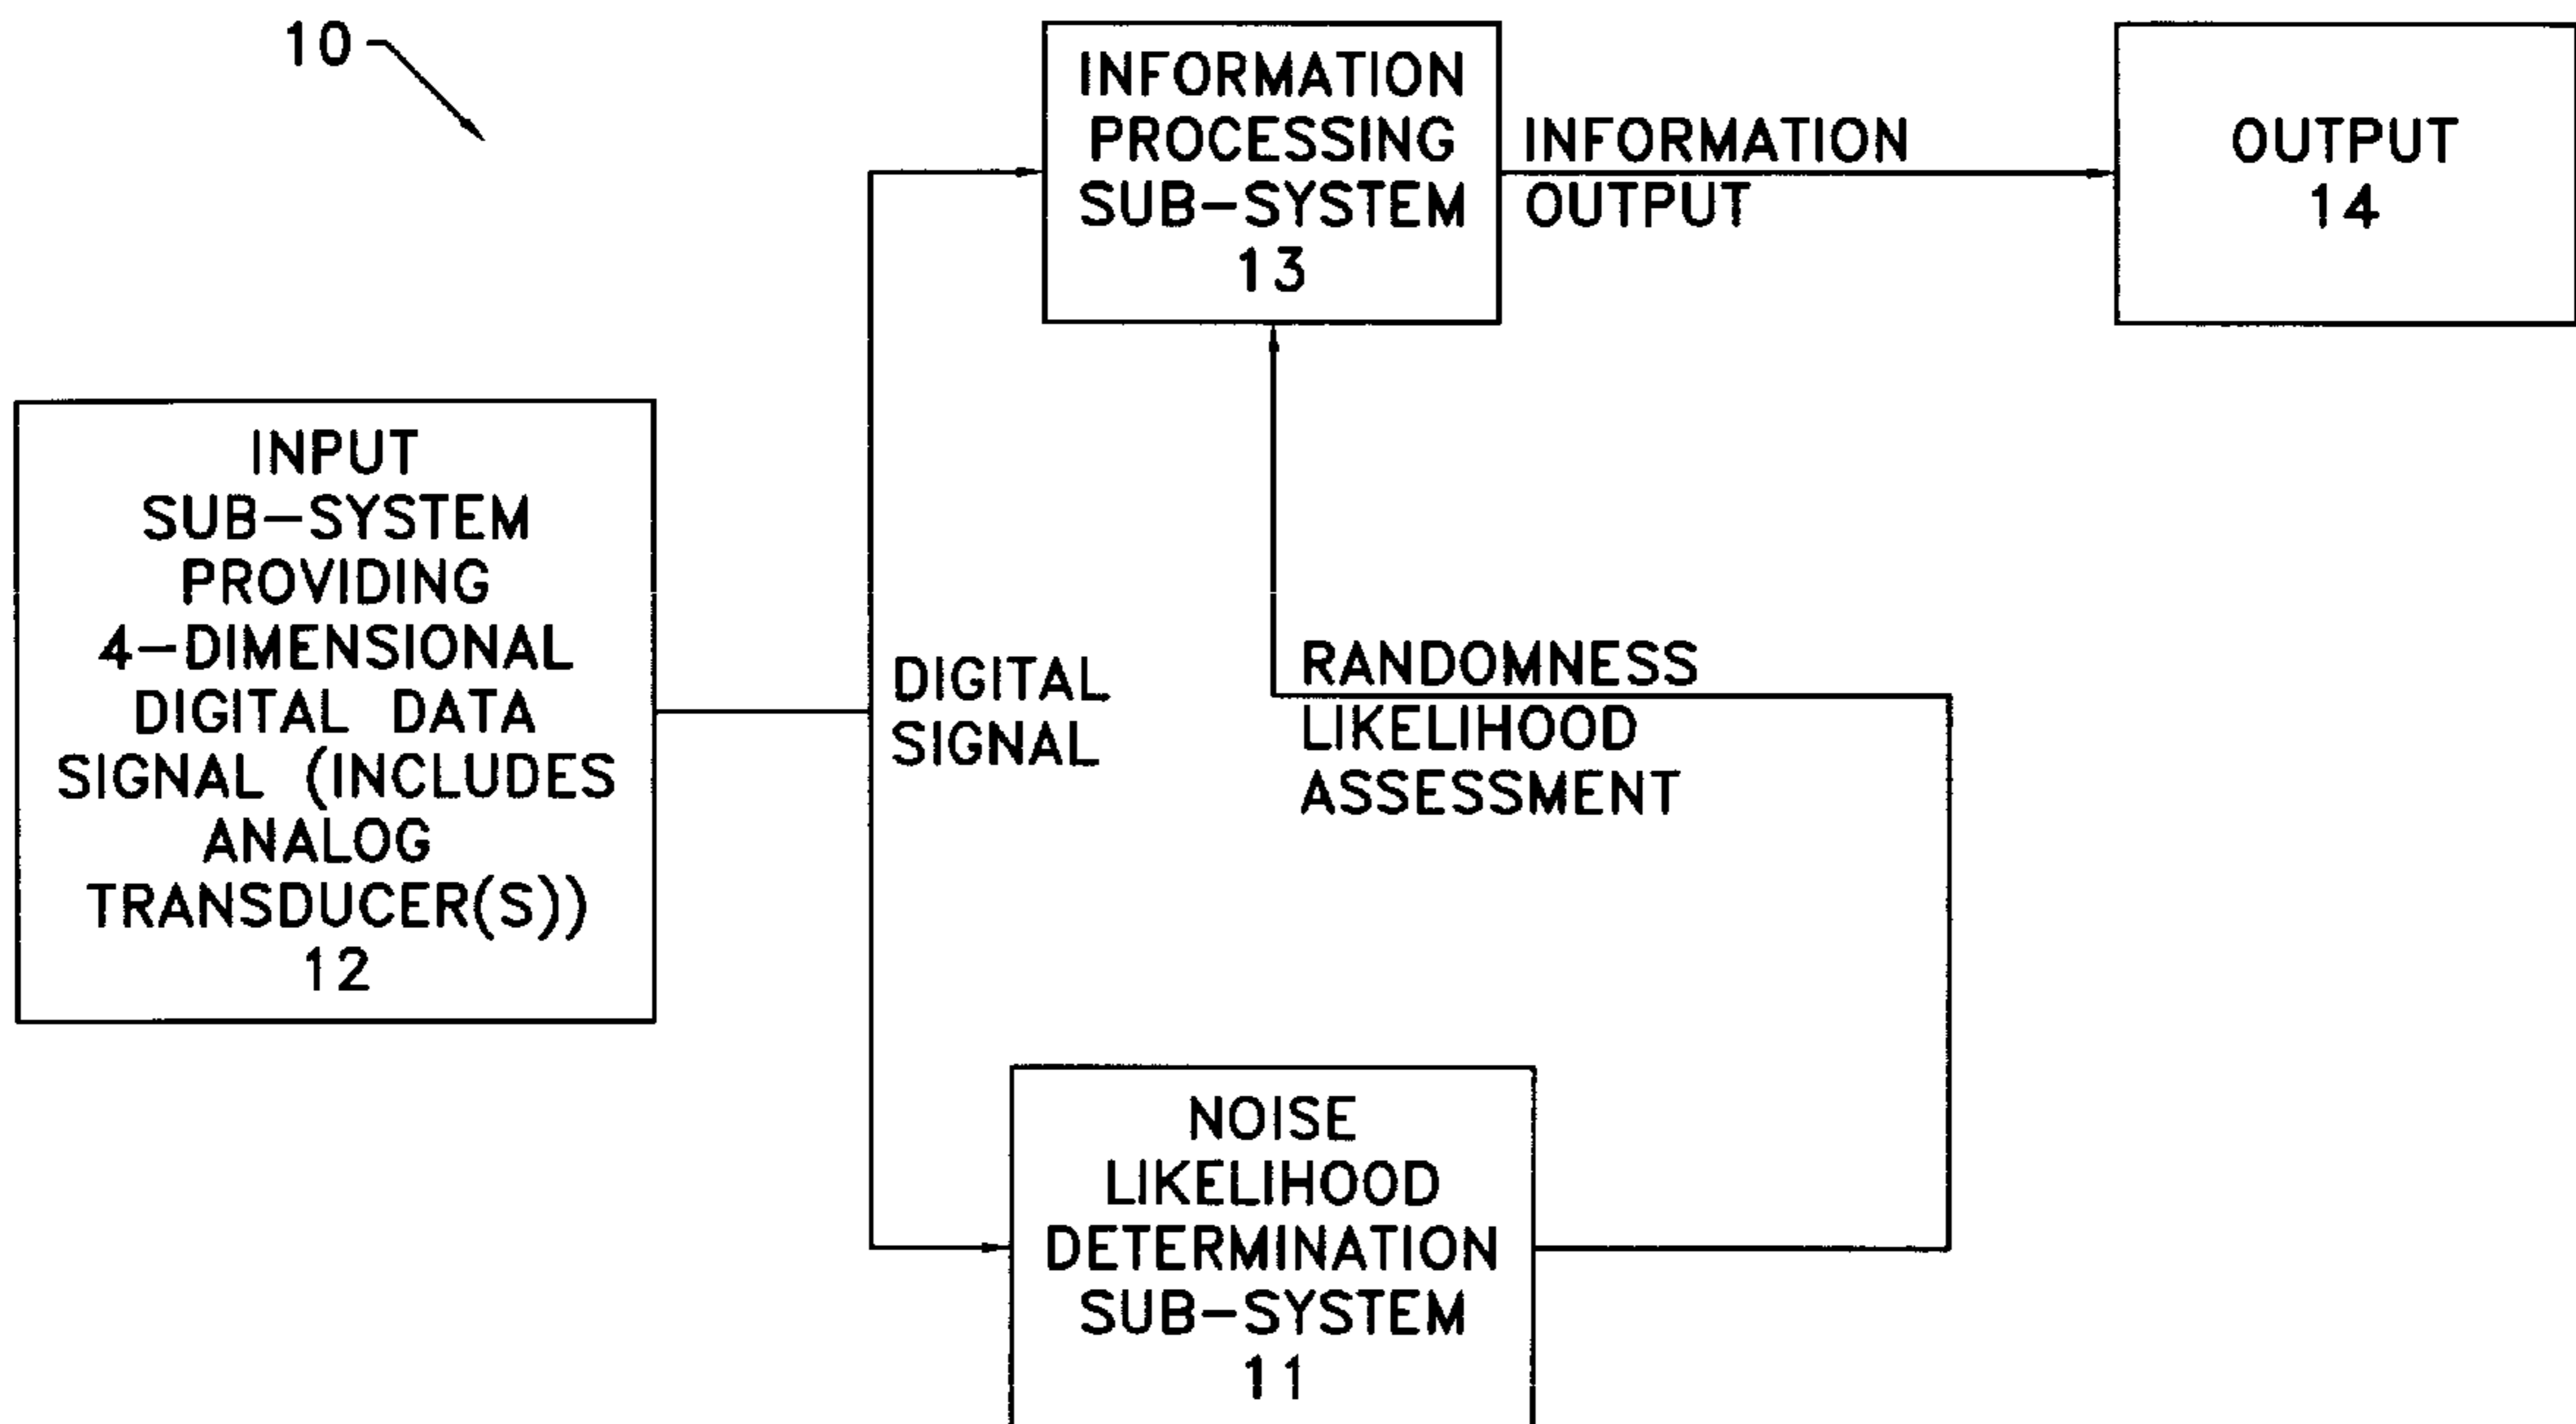 10
INFORMATION
PROCESSING
SUB-SYSTEM
13
INFORMATION
OUTPUT
OUTPUT
14
INPUT
SUB-SYSTEM
PROVIDING
4-DIMENSIONAL
DIGITAL DATA
SIGNAL (INCLUDES
ANALOG
TRANSDUCER(S))
12
DIGITAL
SIGNAL
RANDOMNESS
LIKELIHOOD
ASSESSMENT
NOISE
LIKELIHOOD
DETERMINATION
SUB-SYSTEM
11